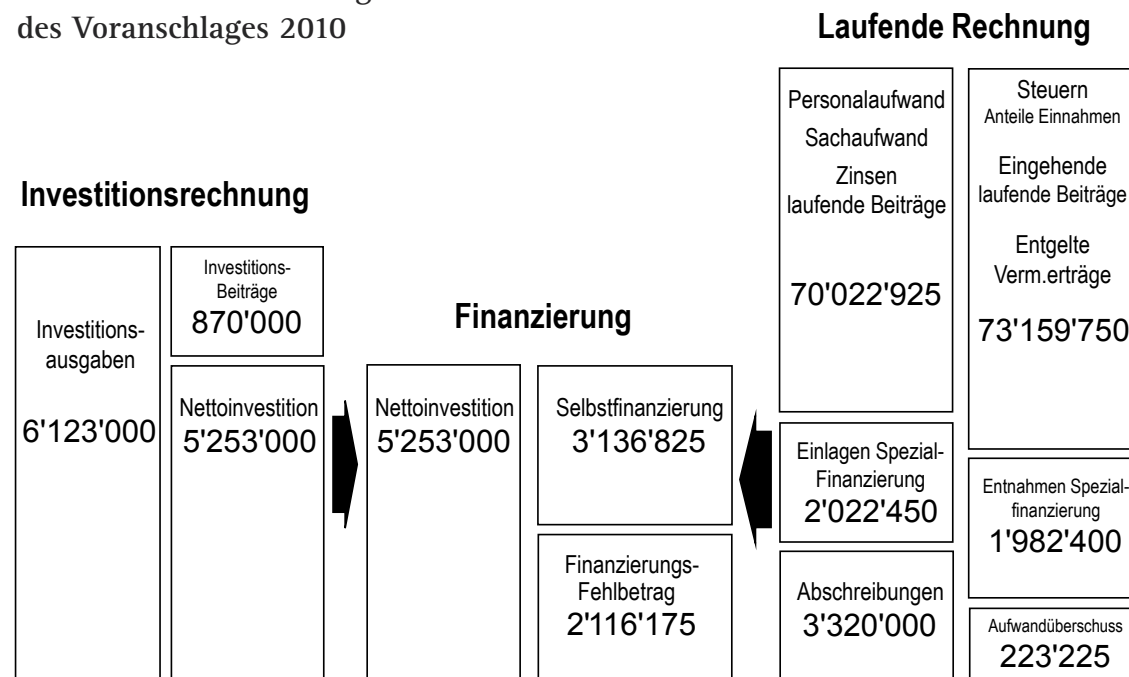 des Voranschlages 2010
Laufende Rechnung
Personalaufwand
Sachaufwand
Zinsen
laufende Beiträge
70'022'925
Steuern
Anteile Einnahmen
Eingehende
laufende Beiträge
Entgelte
Verm.erträge
73'159'750
Investitionsrechnung
Investitions-
ausgaben
6'123'000
Investitions-
Beiträge
870'000
Nettoinvestition
5'253'000
Finanzierung
Nettoinvestition
5'253'000
Selbstfinanzierung
3'136'825
Finanzierungs-
Fehlbetrag
2'116'175
Einlagen Spezial-
Finanzierung
2'022'450
Abschreibungen
3'320'000
Entnahmen Spezial-
finanzierung
1'982'400
Aufwandüberschuss
223'225